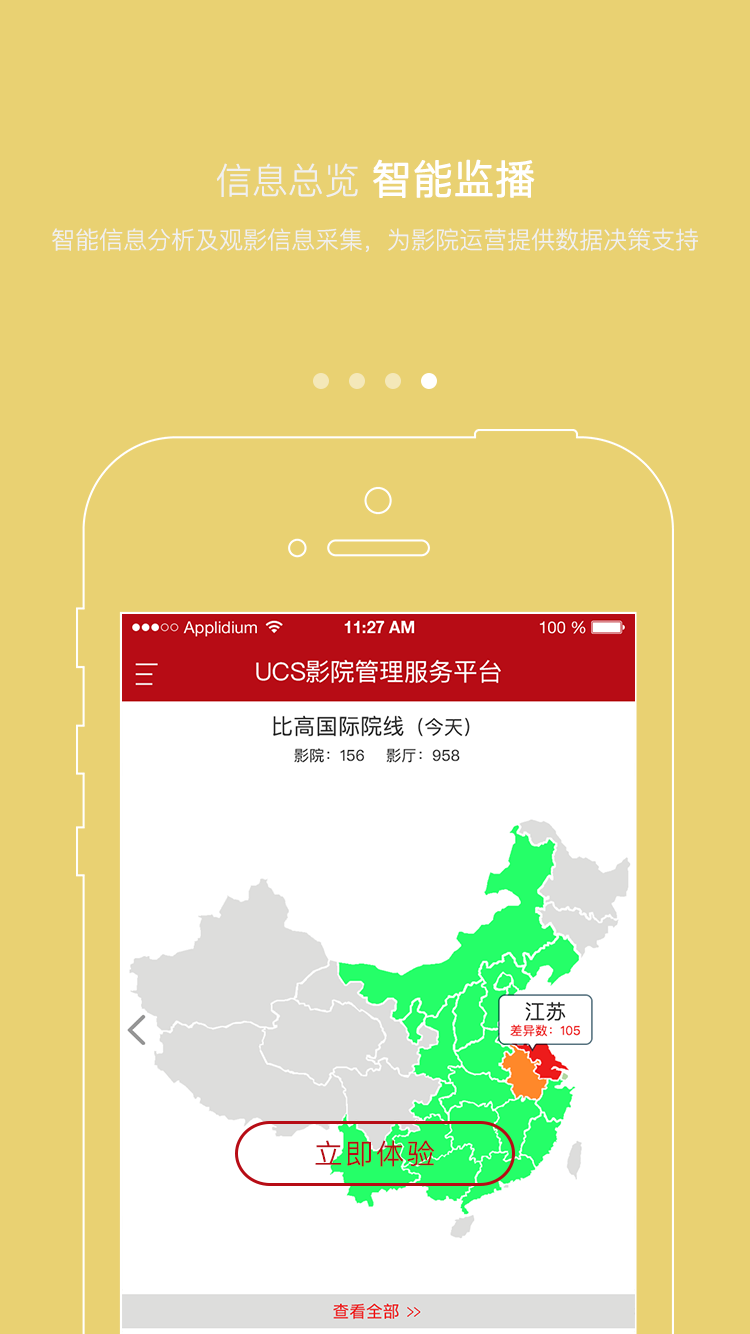 信息总览 智能监播
智能信息分析及观影信息采集，为影院运营提供数据决策支持
Applidium 11:27 AM 100 %
UCS影院管理服务平台
比高国际院线（今天）
影院：156 影厅：958
江苏
差异数：105
立即体验
查看全部 >>